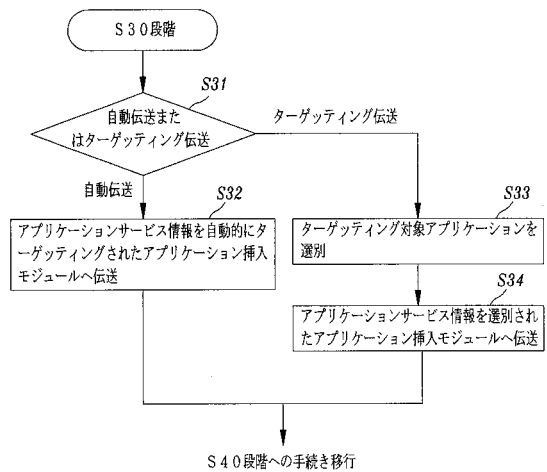 S30段階
S31
自動伝送また
はターゲッティング伝送
ターゲッティング伝送
自動伝送
S32
アプリケーションサービス情報を自動的にタ
ーゲッティングされたアプリケーション挿入
モジュールへ伝送
S33
ターゲッティング対象アプリケーションを
選別
S34
アプリケーションサービス情報を選別され
たアプリケーション挿入モジュールへ伝送
S40段階への手続き移行